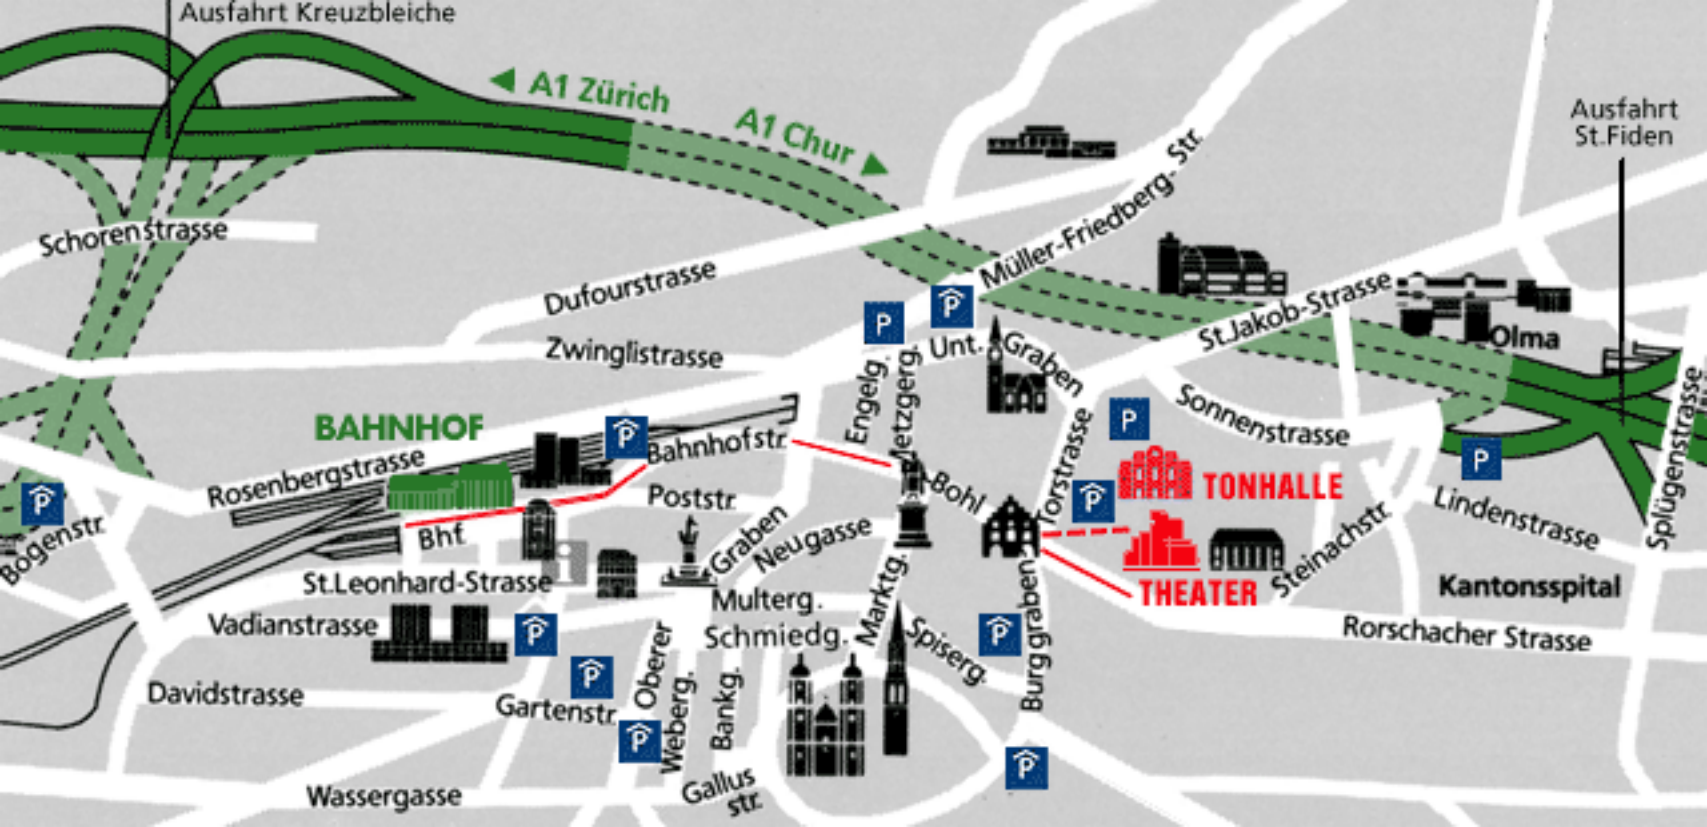 Ausfahrt Kreuzbleiche
A1 Zürich
A1 Chur
Ausfahrt
St.Fiden
Müller-Friedberg-Str.
Schorenstrasse
Dufourstrasse
St.Jakob-Strasse
Olma
Zwinglistrasse
P
P
Unt.
Graben
Engelg.
Metzgerg.
Sonnenstrasse
Splügenstrasse
BAHNHOF
P
P
Rosenbergstrasse
Bahnhofstr.
Torstrasse
TONHALLE
P
P
P
Poststr.
Bohl
Lindenstrasse
Bogenstr.
Bhf.
Graben
Neugasse
Steinachstr.
i
St.Leonhard-Strasse
THEATER
Kantonsspital
Multerg.
Marktg.
Burggraben
Vadianstrasse
P
Schmiedg.
Spiserg.
P
Rorschacher Strasse
Oberer
P
Davidstrasse
Gartenstr.
Weberg.
Bankg.
P
P
Wassergasse
Gallus
str.